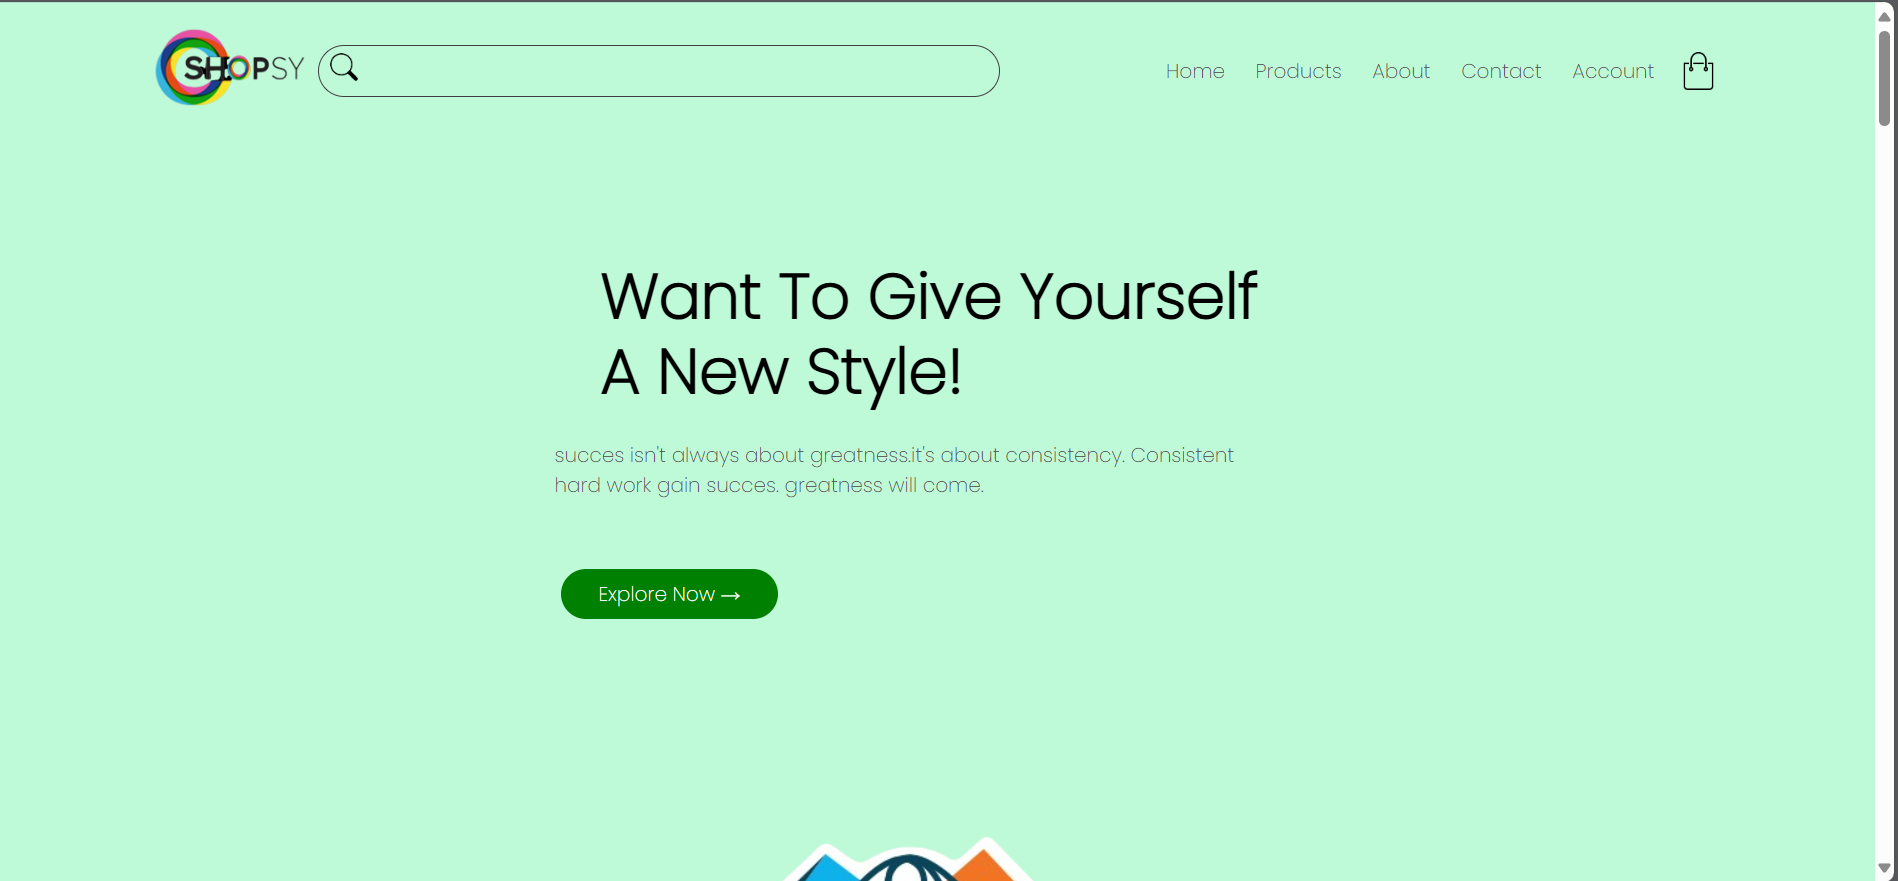 SHOPSY
Home Products About Contact Account
Want To Give Yourself
A New Style!
succes isn't always about greatness.it's about consistency. Consistent
hard work gain succes. greatness will come.
Explore Now →